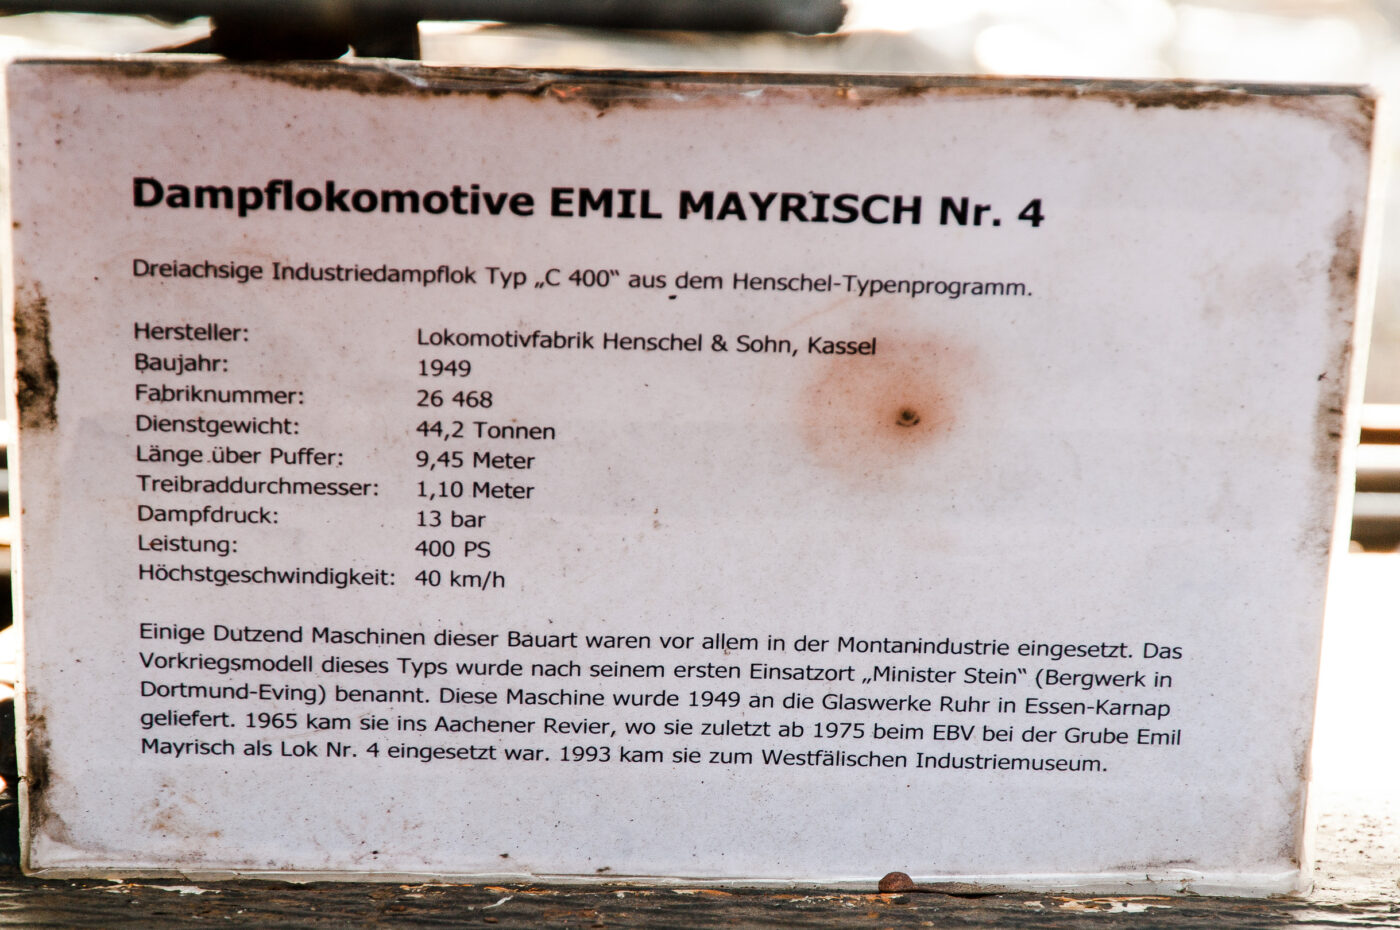 Dampflokomotive EMIL MAYRISCH Nr. 4
Dreiachsige Industriedampflok Typ „C 400“ aus dem Henschel-Typenprogramm.
Hersteller: Lokomotivfabrik Henschel & Sohn, Kassel
Baujahr: 1949
Fabriknummer: 26 468
Dienstgewicht: 44,2 Tonnen
Länge über Puffer: 9,45 Meter
Treibraddurchmesser: 1,10 Meter
Dampfdruck: 13 bar
Leistung: 400 PS
Höchstgeschwindigkeit: 40 km/h
Einige Dutzend Maschinen dieser Bauart waren vor allem in der Montanindustrie eingesetzt. Das
Vorkriegsmodell dieses Typs wurde nach seinem ersten Einsatzort „Minister Stein“ (Bergwerk in
Dortmund-Eving) benannt. Diese Maschine wurde 1949 an die Glaswerke Ruhr in Essen-Karnap
geliefert. 1965 kam sie ins Aachener Revier, wo sie zuletzt ab 1975 beim EBV bei der Grube Emil
Mayrisch als Lok Nr. 4 eingesetzt war. 1993 kam sie zum Westfälischen Industriemuseum.